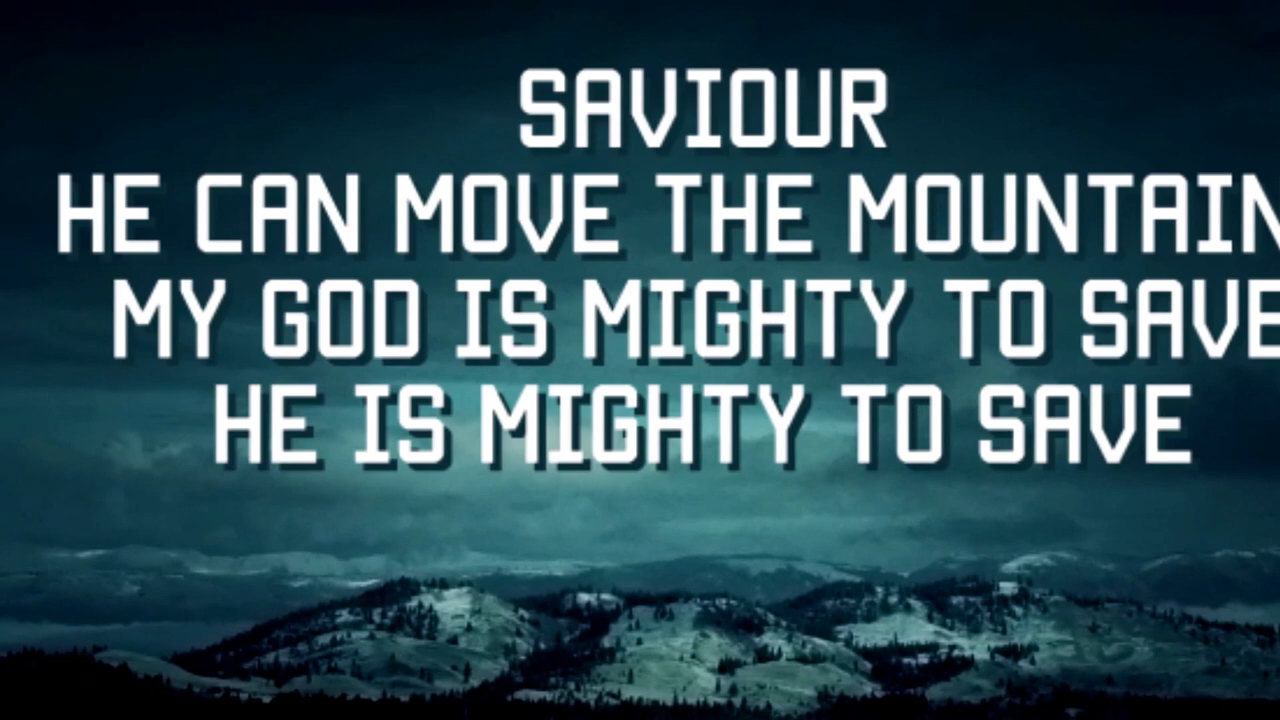 SAVIOUR
HE CAN MOVE THE MOUNTAIN
MY GOD IS MIGHTY TO SAVE
HE IS MIGHTY TO SAVE